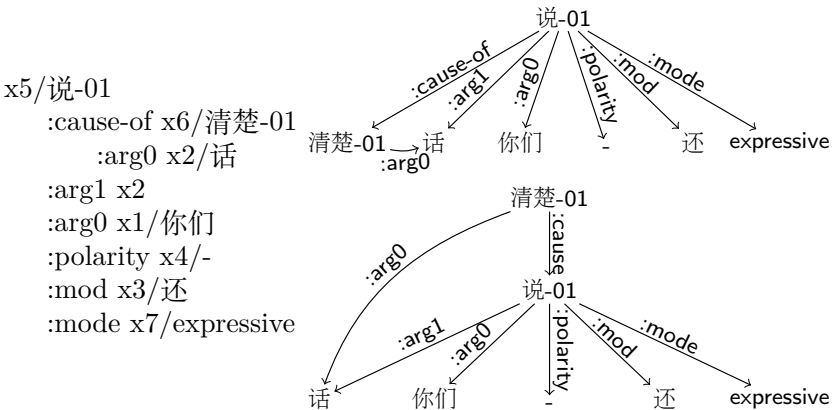 x5/说-01
:cause-of x6/清楚-01
:arg0 x2/话
:arg1 x2
:arg0 x1/你们
:polarity x4/-
:mod x3/还
:mode x7/expressive
说-01
:cause-of :arg1 :arg0 :polarity :mod :mode
清楚-01 话 你们 - 还 expressive
:arg0
清楚-01
:arg0 :cause
说-01
:arg1 :arg0 :polarity :mod :mode
话 你们 - 还 expressive